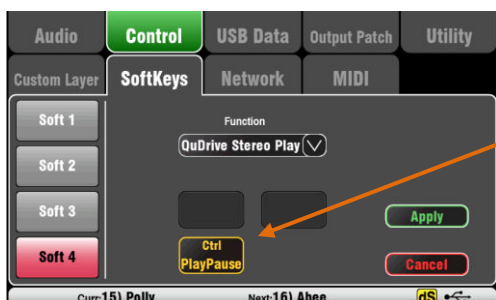 Audio Control USB Data Output Patch Utility
Custom Layer SoftKeys Network MIDI
Soft 1
Function
QuDrive Stereo Play
Soft 2
Soft 3
Apply
Soft 4
Ctrl
PlayPause
Cancel
Curr:15) Polly Next:16) Abee dS